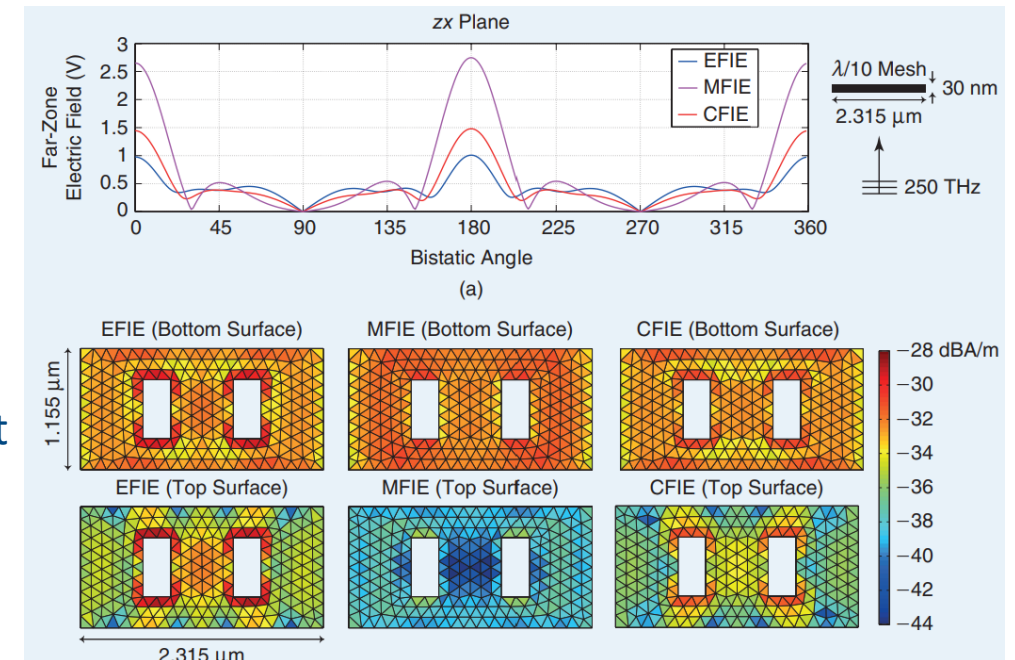 zx Plane
Far-Zone
Electric Field (V)
3
2.5
2
1.5
1
0.5
0
0 45 90 135 180 225 270 315 360
Bistatic Angle
EFIE
MFIE
CFIE
λ/10 Mesh
30 nm
2.315 μm
250 THz
(a)
EFIE (Bottom Surface) MFIE (Bottom Surface) CFIE (Bottom Surface)
1.155 μm
t
EFIE (Top Surface) MFIE (Top Surface) CFIE (Top Surface)
2.315 μm
−28 dBA/m
−30
−32
−34
−36
−38
−40
−42
−44